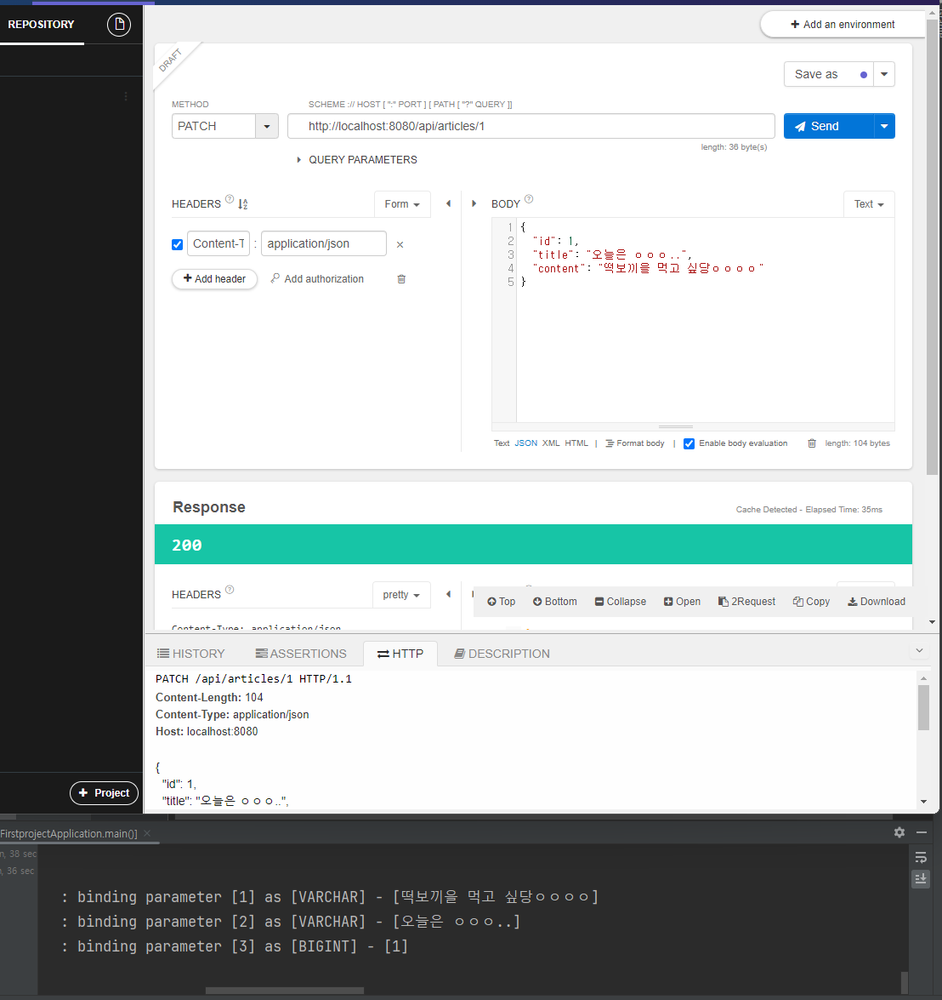 REPOSITORY
+ Add an environment
DRAFT
Save as
METHOD
SCHEME :// HOST [ ":" PORT ] [ PATH [ "?" QUERY ]]
PATCH
http://localhost:8080/api/articles/1
Send
length: 36 byte(s)
QUERY PARAMETERS
HEADERS
Form
BODY
Text
Content-T : application/json
+ Add header
Add authorization
1 {
2 "id": 1,
3 "title": "오늘은 ㅇㅇㅇ..",
4 "content": "떡보끼을 먹고 싶당ㅇㅇㅇㅇ"
5 }
Text JSON XML HTML | Format body | Enable body evaluation length: 104 bytes
Response
Cache Detected - Elapsed Time: 35ms
200
HEADERS
pretty
Top Bottom Collapse Open 2Request Copy Download
Content-Type: application/json
HISTORY ASSERTIONS HTTP DESCRIPTION
PATCH /api/articles/1 HTTP/1.1
Content-Length: 104
Content-Type: application/json
Host: localhost:8080
{
"id": 1,
"title": "오늘은 ㅇㅇㅇ..",
+ Project
FirstprojectApplication.main()]
, 38 sec
, 36 sec
: binding parameter [1] as [VARCHAR] - [떡보끼을 먹고 싶당ㅇㅇㅇㅇ]
: binding parameter [2] as [VARCHAR] - [오늘은 ㅇㅇㅇ..]
: binding parameter [3] as [BIGINT] - [1]